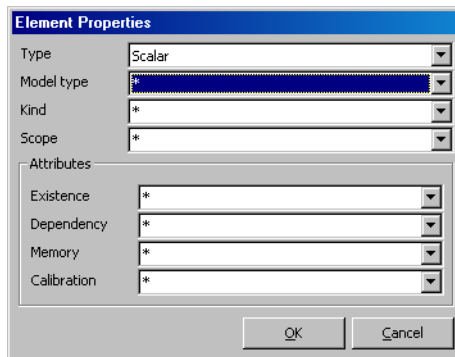 Element Properties
Type Scalar
Model type *
Kind *
Scope *
Attributes
Existence *
Dependency *
Memory *
Calibration *
OK Cancel